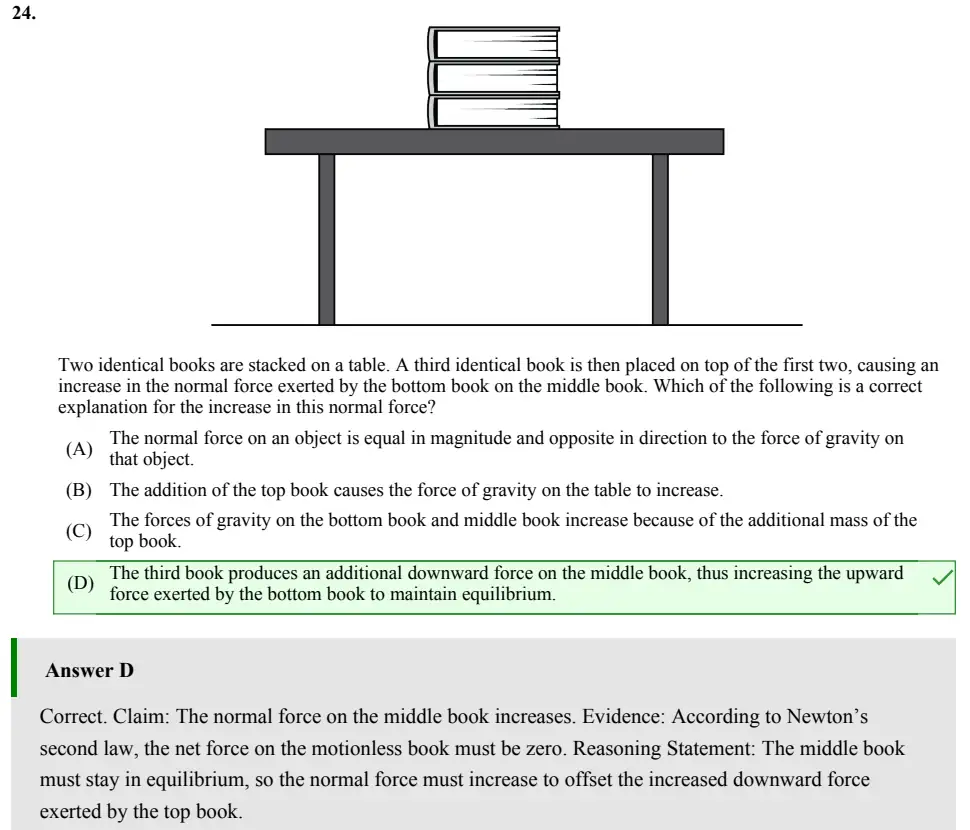 24.
Two identical books are stacked on a table. A third identical book is then placed on top of the first two, causing an
increase in the normal force exerted by the bottom book on the middle book. Which of the following is a correct
explanation for the increase in this normal force?
(A) The normal force on an object is equal in magnitude and opposite in direction to the force of gravity on
that object.
(B) The addition of the top book causes the force of gravity on the table to increase.
(C) The forces of gravity on the bottom book and middle book increase because of the additional mass of the
top book.
(D) The third book produces an additional downward force on the middle book, thus increasing the upward
force exerted by the bottom book to maintain equilibrium.
Answer D
Correct. Claim: The normal force on the middle book increases. Evidence: According to Newton’s
second law, the net force on the motionless book must be zero. Reasoning Statement: The middle book
must stay in equilibrium, so the normal force must increase to offset the increased downward force
exerted by the top book.